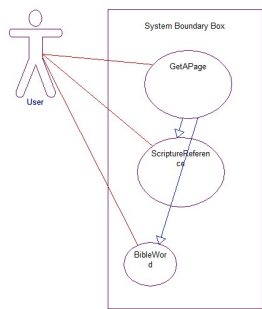 System Boundary Box
GetAPage
User
ScriptureReferen
ce
BibleWor
d